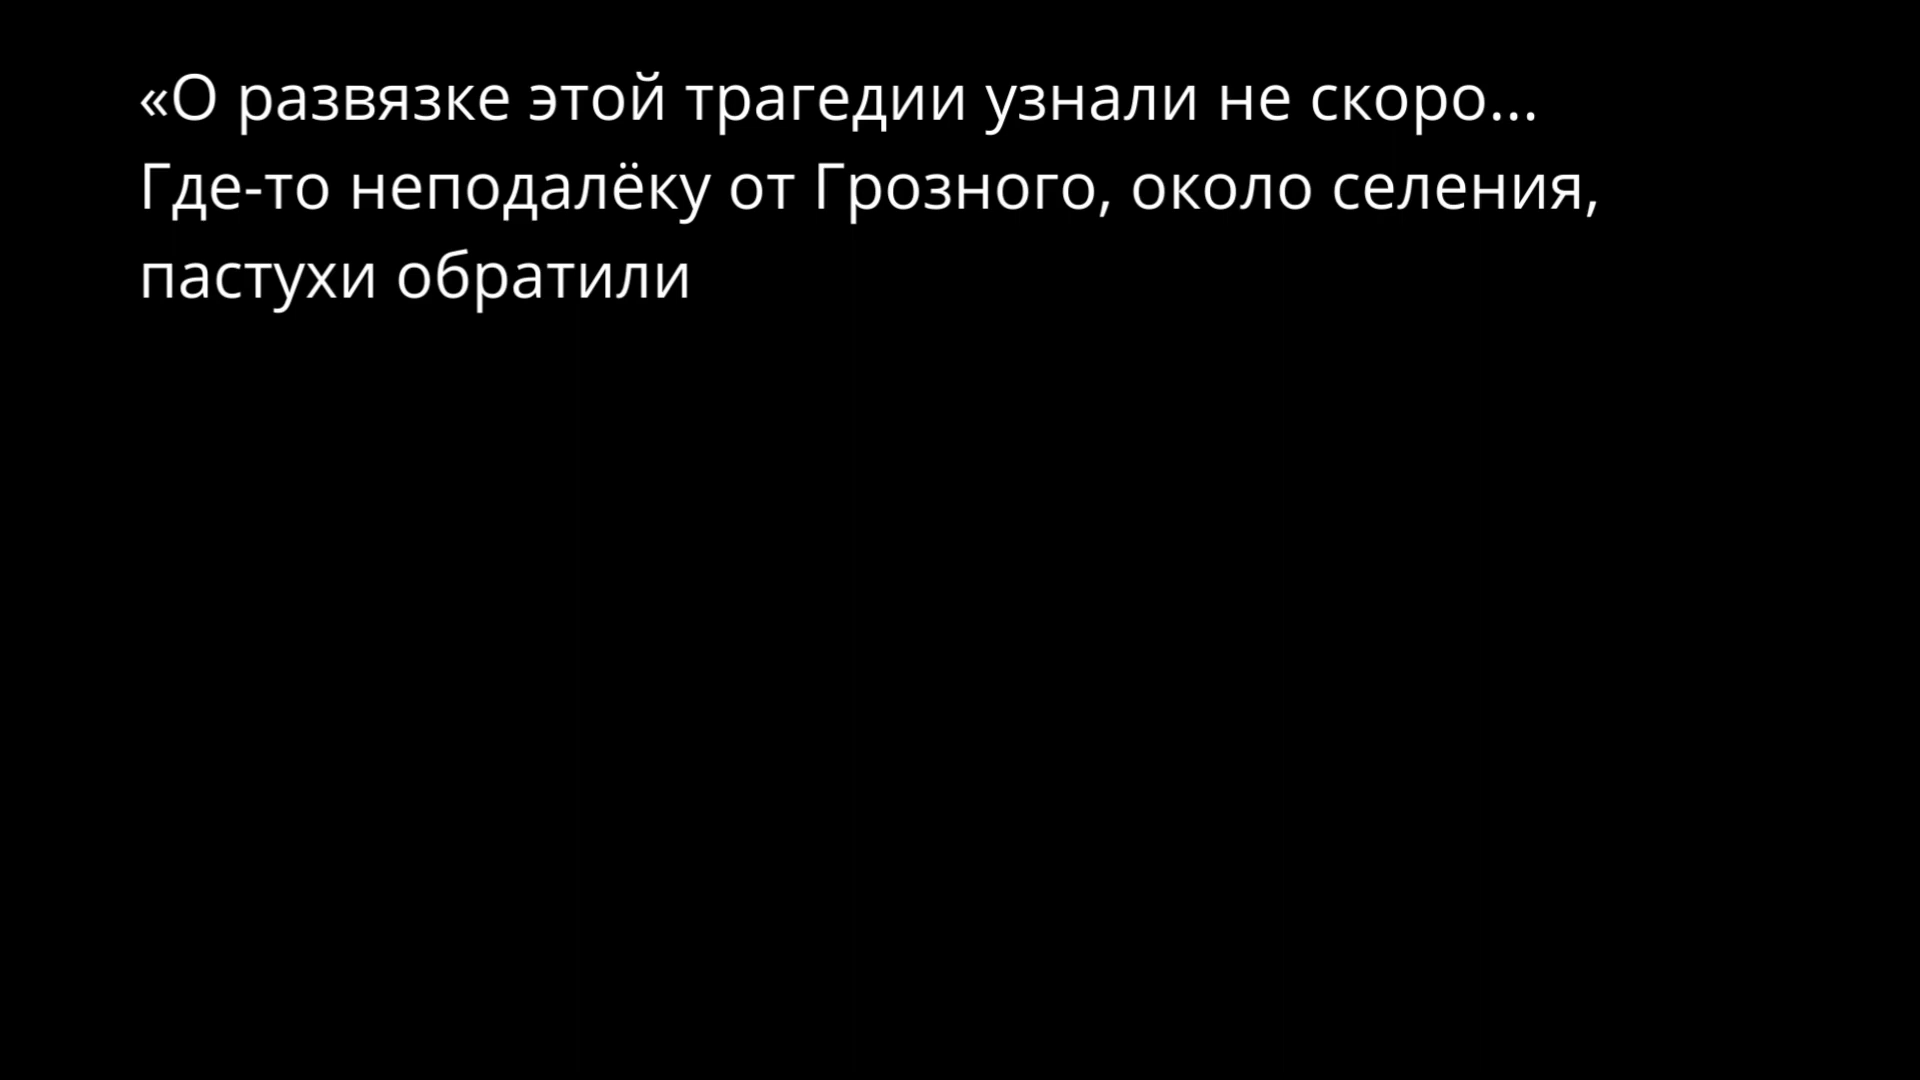 «О развязке этой трагедии узнали не скоро...
Где-то неподалёку от Грозного, около селения,
пастухи обратили